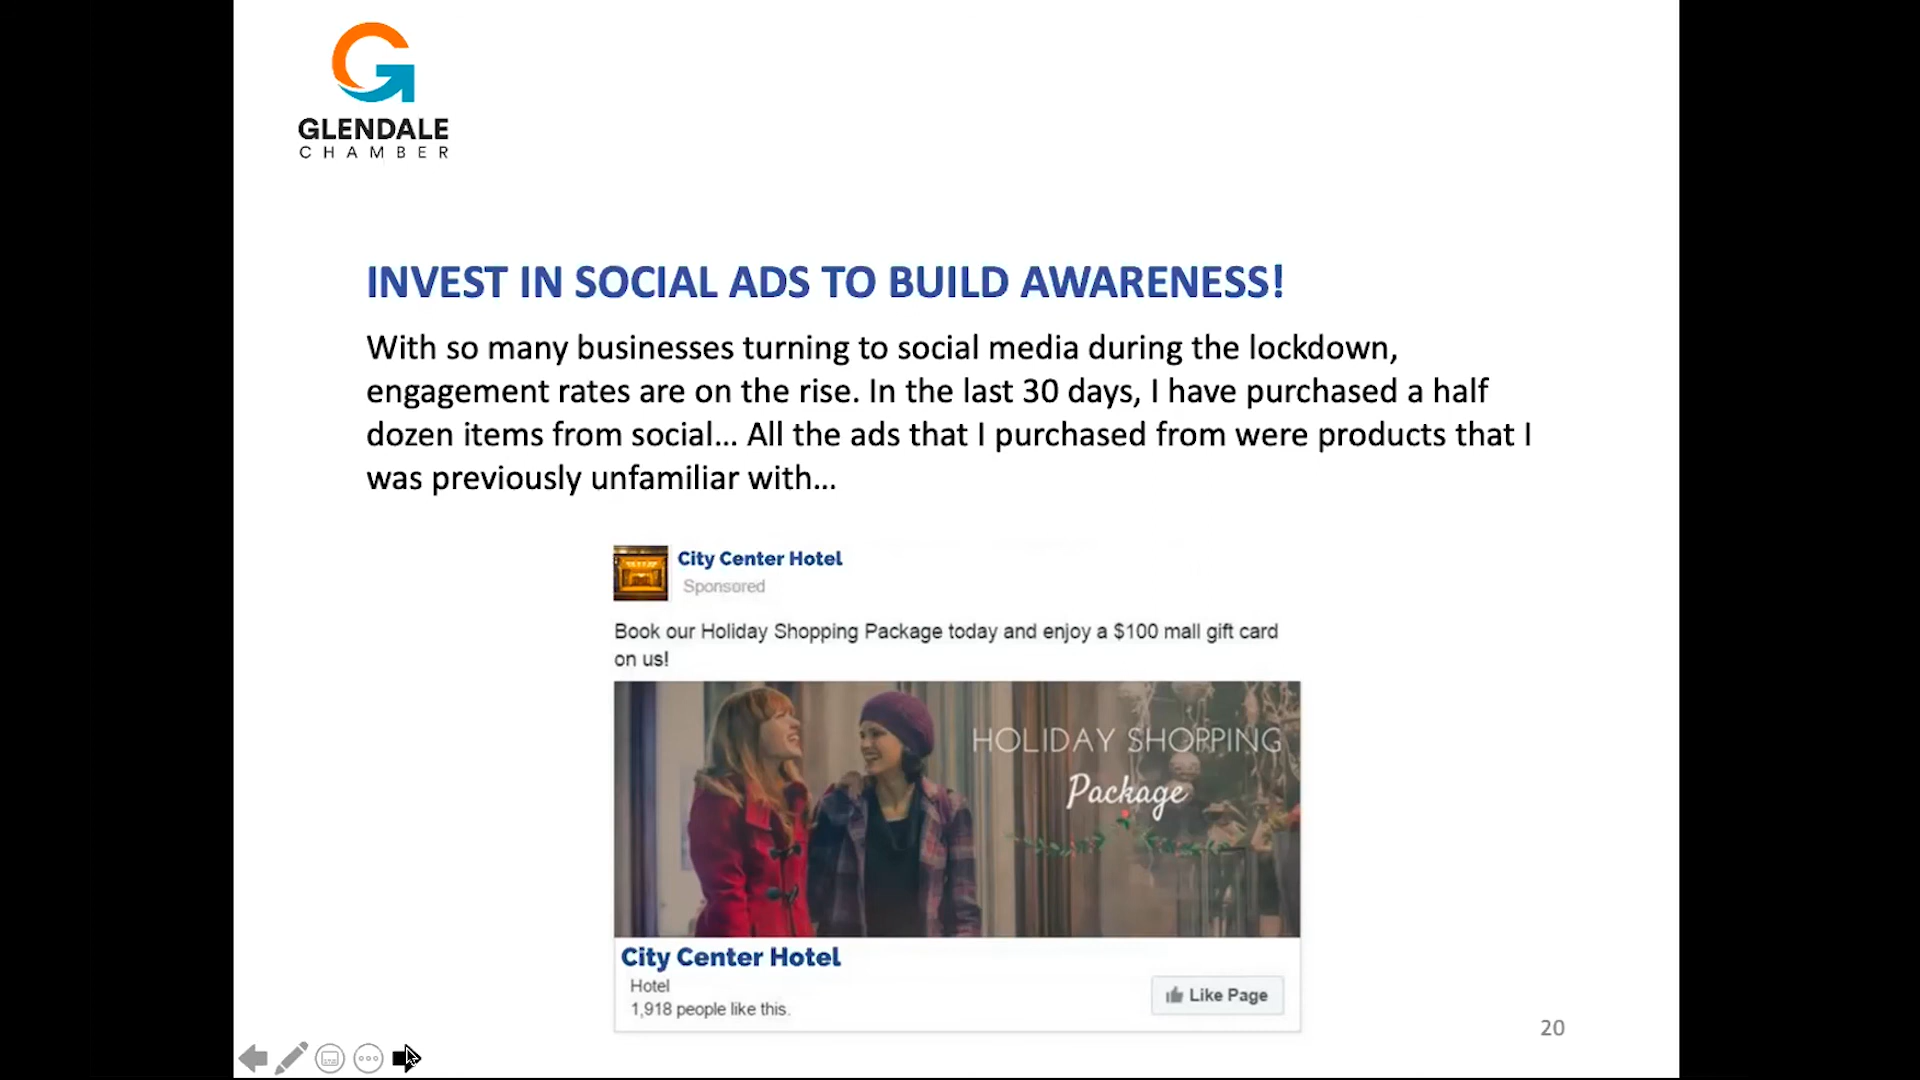 GLENDALE
CHAMBER
INVEST IN SOCIAL ADS TO BUILD AWARENESS!
With so many businesses turning to social media during the lockdown,
engagement rates are on the rise. In the last 30 days, I have purchased a half
dozen items from social... All the ads that I purchased from were products that I
was previously unfamiliar with...
City Center Hotel
Sponsored
Book our Holiday Shopping Package today and enjoy a $100 mall gift card
on us!
HOLIDAY SHOPPING
Package
City Center Hotel
Hotel
1,918 people like this.
Like Page
20